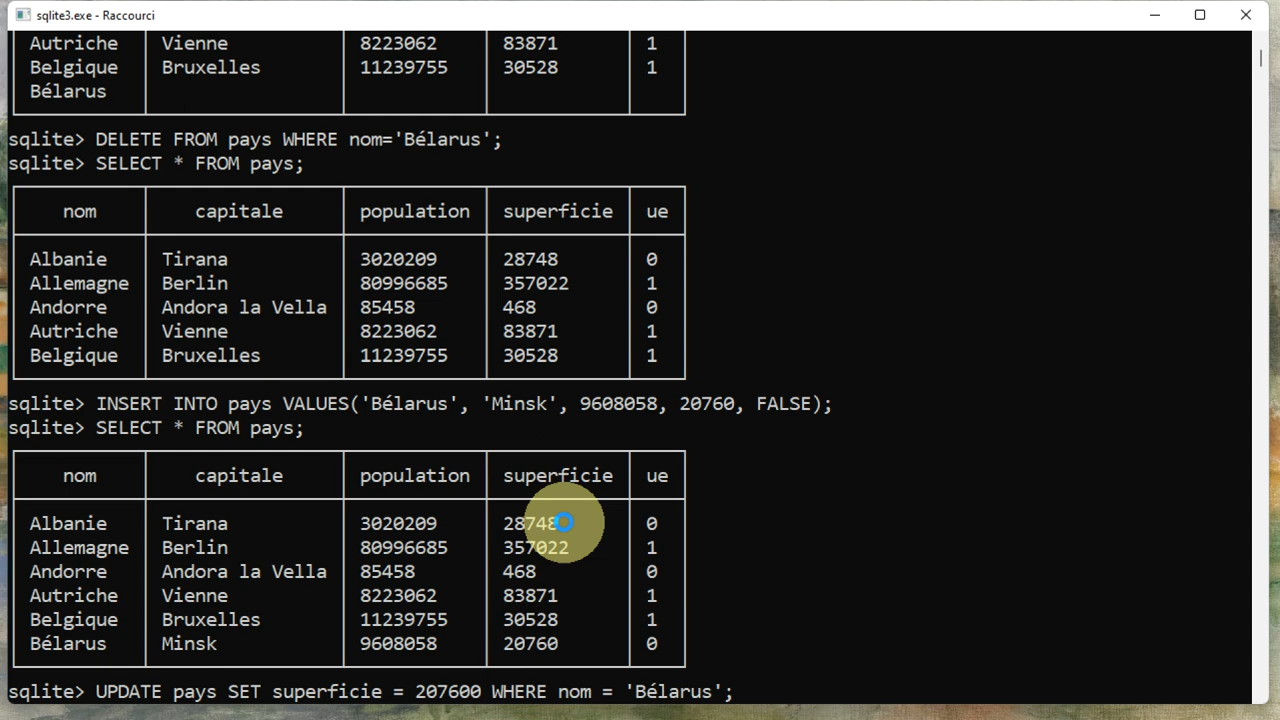 sqlite3.exe - Raccourci
Autriche Vienne 8223062 83871 1
Belgique Bruxelles 11239755 30528 1
Bélarus
sqlite> DELETE FROM pays WHERE nom='Bélarus';
sqlite> SELECT * FROM pays;
nom capitale population superficie ue
Albanie Tirana 3020209 28748 0
Allemagne Berlin 80996685 357022 1
Andorre Andora la Vella 85458 468 0
Autriche Vienne 8223062 83871 1
Belgique Bruxelles 11239755 30528 1
sqlite> INSERT INTO pays VALUES('Bélarus', 'Minsk', 9608058, 20760, FALSE);
sqlite> SELECT * FROM pays;
nom capitale population superficie ue
Albanie Tirana 3020209 28748 0
Allemagne Berlin 80996685 357022 1
Andorre Andora la Vella 85458 468 0
Autriche Vienne 8223062 83871 1
Belgique Bruxelles 11239755 30528 1
Bélarus Minsk 9608058 20760 0
sqlite> UPDATE pays SET superficie = 207600 WHERE nom = 'Bélarus';